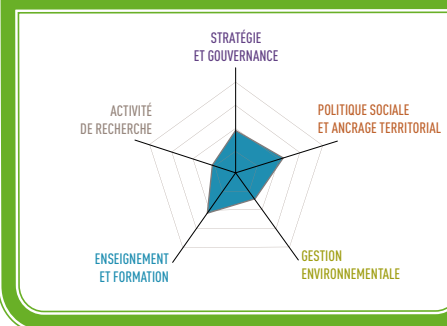 STRATÉGIE
ET GOUVERNANCE
ACTIVITÉ
DE RECHERCHE
POLITIQUE SOCIALE
ET ANCRAGE TERRITORIAL
ENSEIGNEMENT
ET FORMATION
GESTION
ENVIRONNEMENTALE